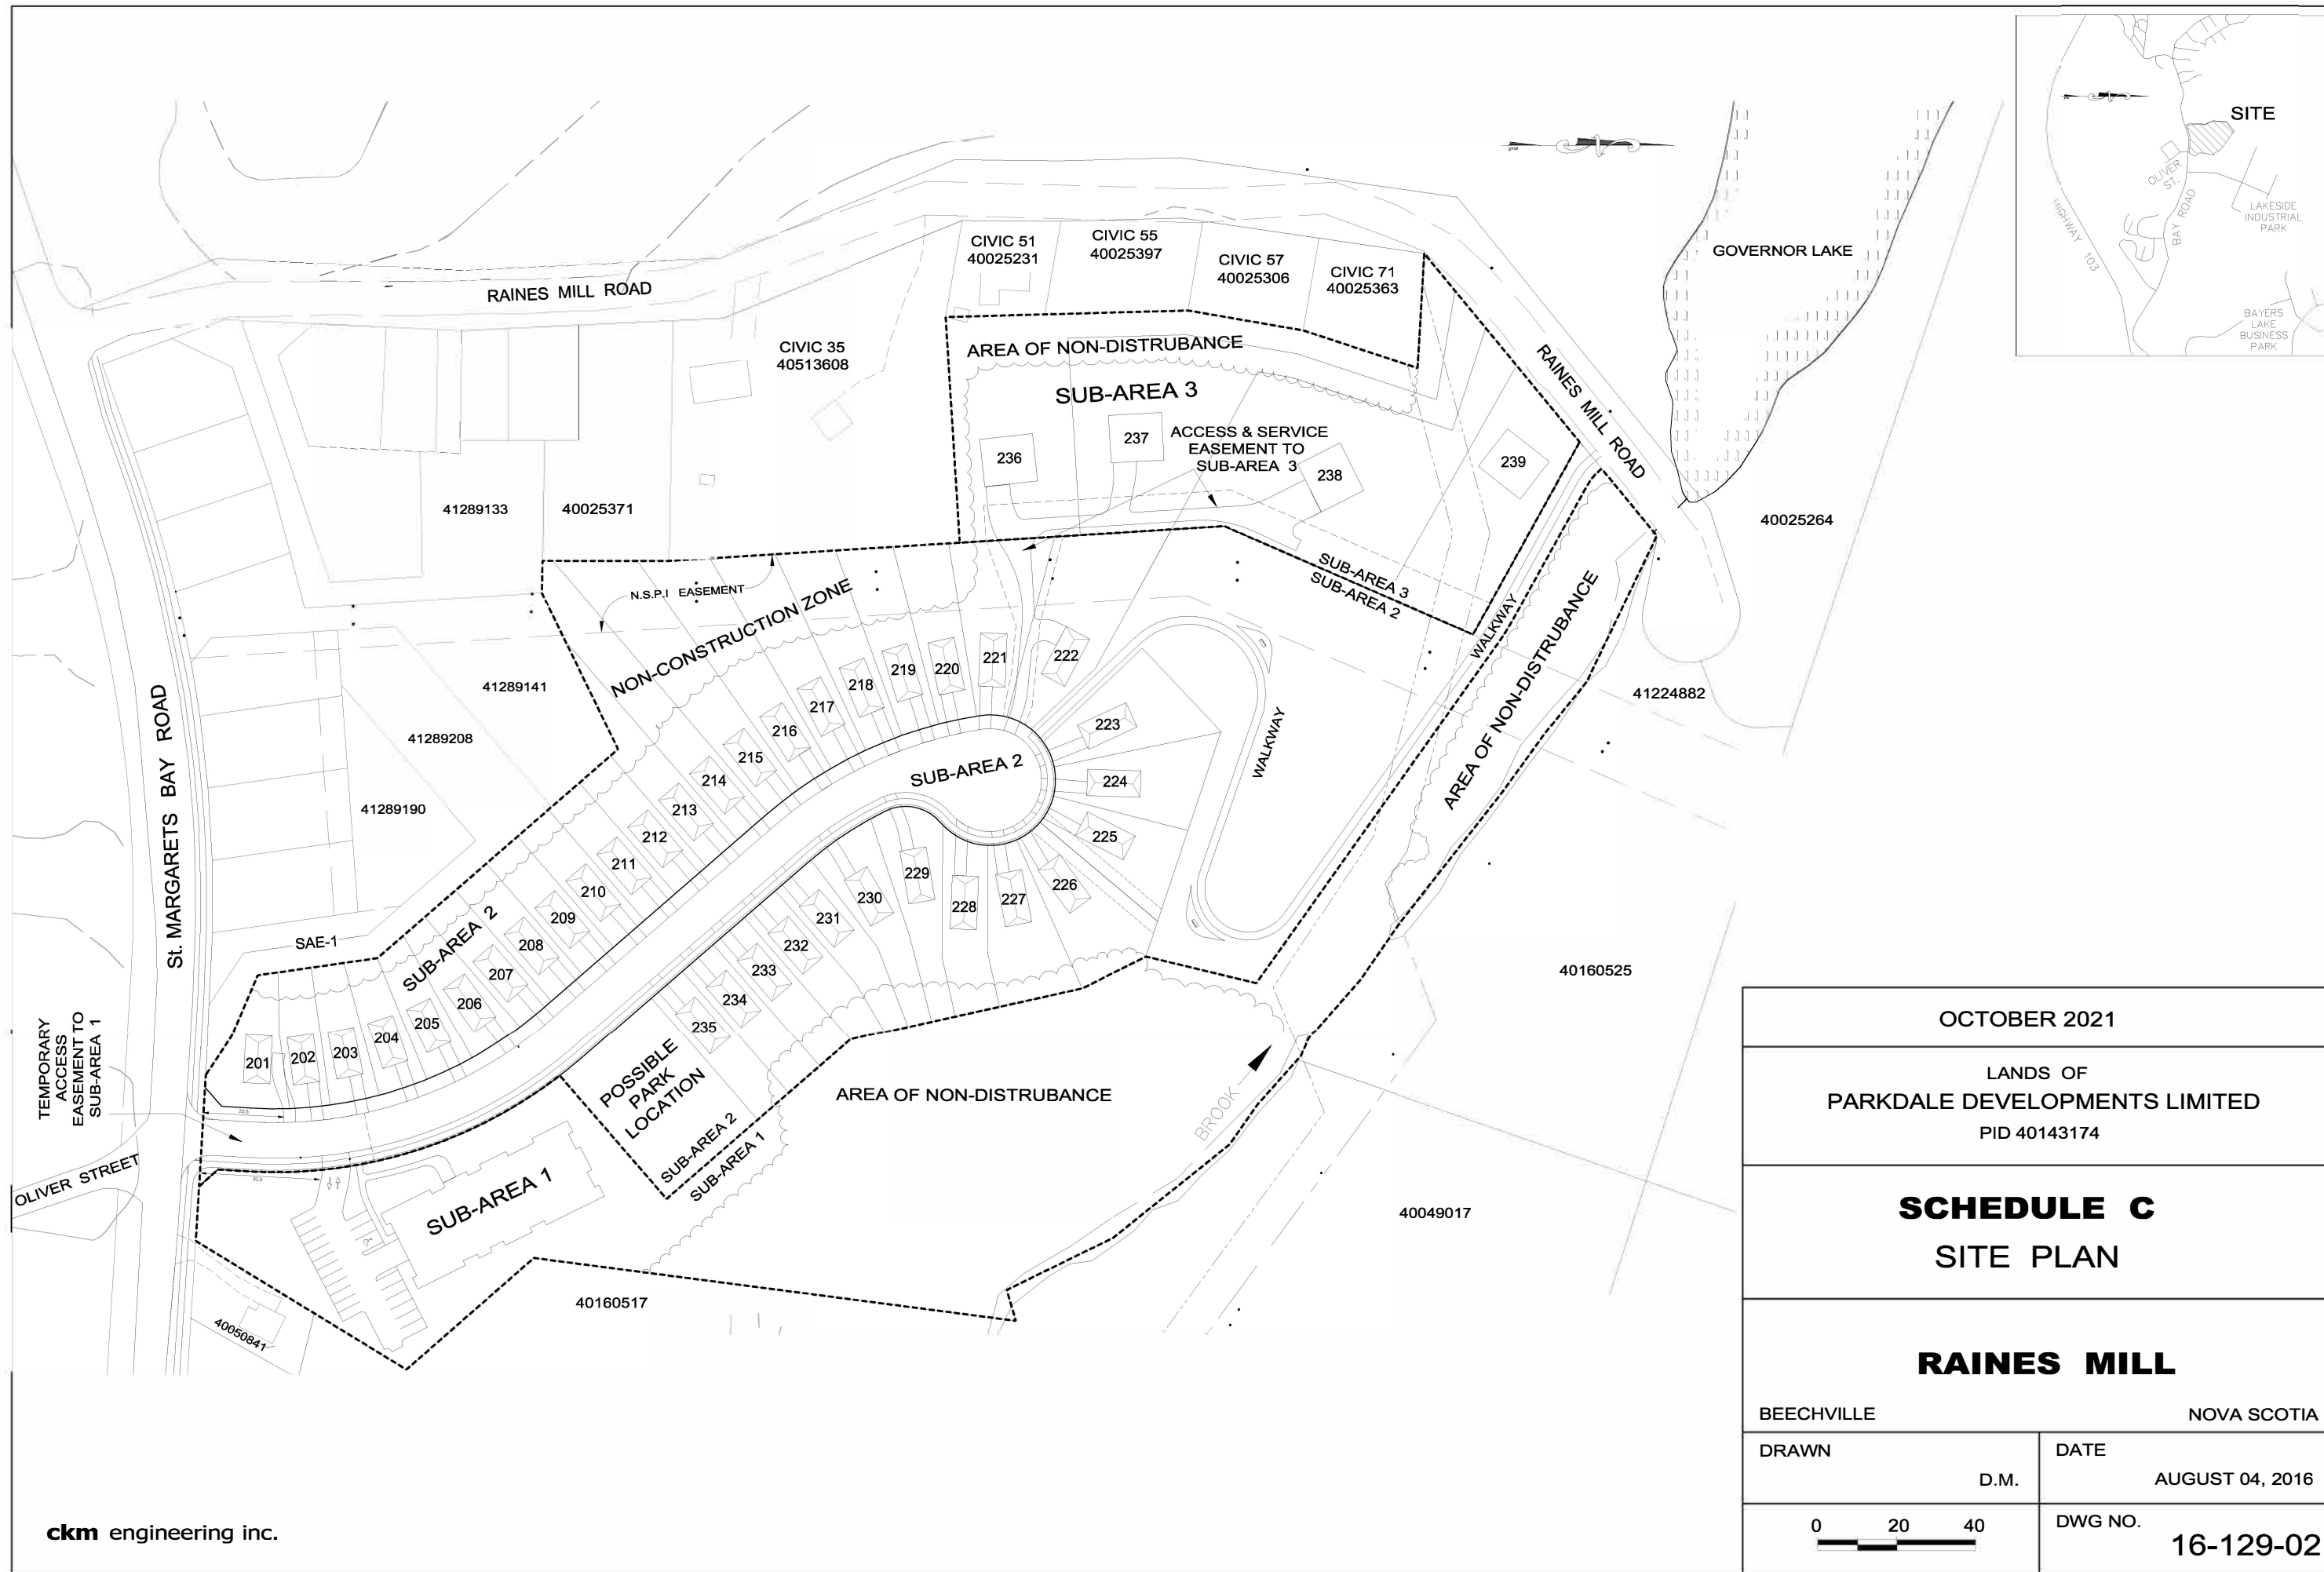 SITE
OLIVER
ST.
HIGHWAY 103
BAY ROAD
LAKESIDE
INDUSTRIAL
PARK
BAYERS
LAKE
BUSINESS
PARK
GOVERNOR LAKE
RAINES MILL ROAD
CIVIC 51
40025231
CIVIC 55
40025397
CIVIC 57
40025306
CIVIC 71
40025363
CIVIC 35
40513608
AREA OF NON-DISTRUBANCE
SUB-AREA 3
RAINES MILL ROAD
236
237
ACCESS & SERVICE
EASEMENT TO
SUB-AREA 3
238
239
41289133
40025371
40025264
N.S.P.I EASEMENT
NON-CONSTRUCTION ZONE
SUB-AREA 3
SUB-AREA 2
WALKWAY
AREA OF NON-DISTRUBANCE
41289141
41224882
41289208
41289190
St. MARGARETS BAY ROAD
222
221
220
219
218
217
216
215
214
213
212
211
210
209
208
207
206
205
204
203
202
201
SUB-AREA 2
SUB-AREA 2
WALKWAY
223
224
225
226
227
228
229
230
231
232
233
234
235
SAE-1
40160525
TEMPORARY
ACCESS
EASEMENT TO
SUB-AREA 1
OLIVER STREET
POSSIBLE
PARK
LOCATION
SUB-AREA 2
SUB-AREA 1
AREA OF NON-DISTRUBANCE
BROOK
SUB-AREA 1
40049017
40160517
40050841
OCTOBER 2021
LANDS OF
PARKDALE DEVELOPMENTS LIMITED
PID 40143174
SCHEDULE C
SITE PLAN
RAINES MILL
BEECHVILLE NOVA SCOTIA
DRAWN
D.M.
DATE
AUGUST 04, 2016
0 20 40
DWG NO.
16-129-02
ckm engineering inc.